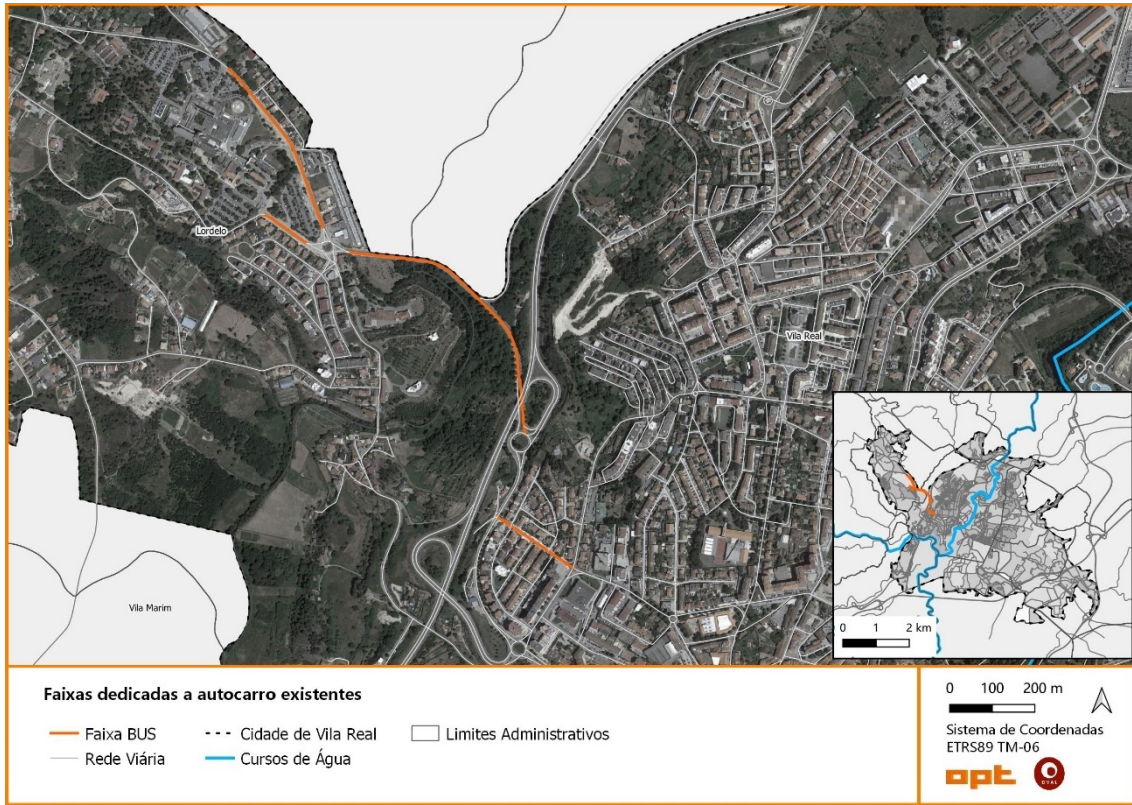 Lordelo
Vila Real
Vila Marim
0 1 2 km
Faixas dedicadas a autocarro existentes
Faixa BUS
Cidade de Vila Real
Limites Administrativos
Rede Viária
Cursos de Água
0 100 200 m
Sistema de Coordenadas
ETRS89 TM-06
opt